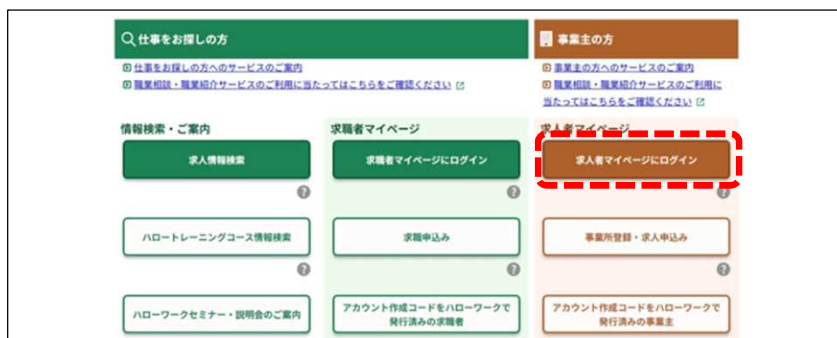 仕事をお探しの方
仕事をお探しの方へのサービスのご案内
職業相談・職業紹介サービスのご利用に当たってはこちらをご確認ください
情報検索・ご案内
求人情報検索
ハロートレーニングコース情報検索
ハローワークセミナー・説明会のご案内
求職者マイページ
求職者マイページにログイン
求職申込み
アカウント作成コードをハローワークで
発行済みの求職者
事業主の方
事業主の方へのサービスのご案内
職業相談・職業紹介サービスのご利用に
当たってはこちらをご確認ください
求人者マイページ
求人者マイページにログイン
事業所登録・求人申込み
アカウント作成コードをハローワークで
発行済みの事業主